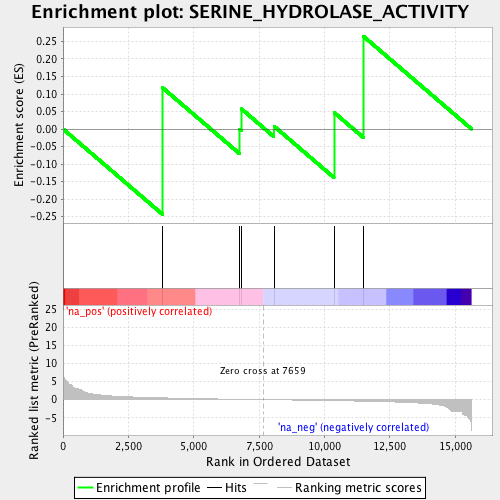 Enrichment plot: SERINE_HYDROLASE_ACTIVITY
Enrichment score (ES)
0.25
0.20
0.15
0.10
0.05
0.00
-0.05
-0.10
-0.15
-0.20
-0.25
'na_pos' (positively correlated)
Ranked list metric (PreRanked)
25
20
15
10
5
0
-5
Zero cross at 7659
'na_neg' (negatively correlated)
0
2,500
5,000
7,500
10,000
12,500
15,000
Rank in Ordered Dataset
Enrichment profile
Hits
Ranking metric scores